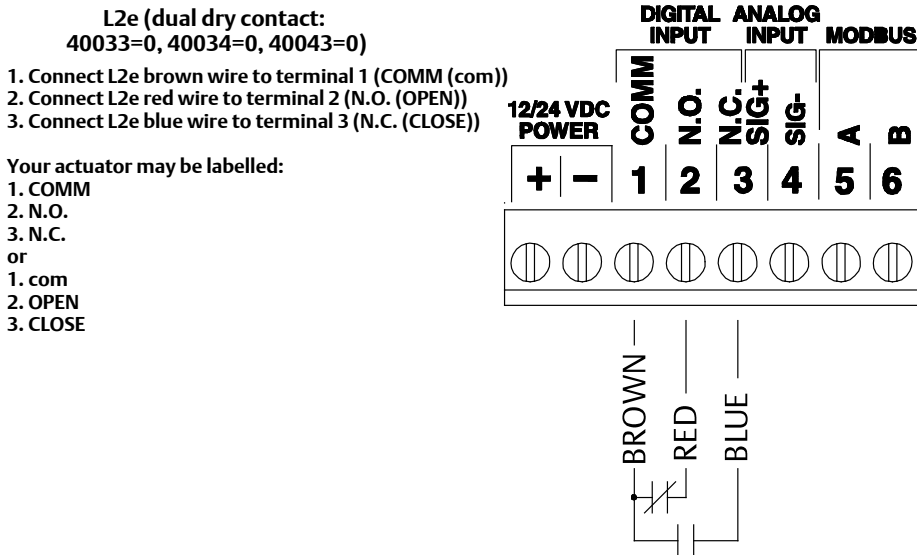 L2e (dual dry contact:
40033=0, 40034=0, 40043=0)
1. Connect L2e brown wire to terminal 1 (COMM (com))
2. Connect L2e red wire to terminal 2 (N.O. (OPEN))
3. Connect L2e blue wire to terminal 3 (N.C. (CLOSE))
Your actuator may be labelled:
1. COMM
2. N.O.
3. N.C.
or
1. com
2. OPEN
3. CLOSE
DIGITAL INPUT
ANALOG INPUT
MODBUS
12/24 VDC
POWER
COMM
N.O.
N.C.
SIG+
SIG-
A
B
+ − 1 2 3 4 5 6
BROWN
RED
BLUE